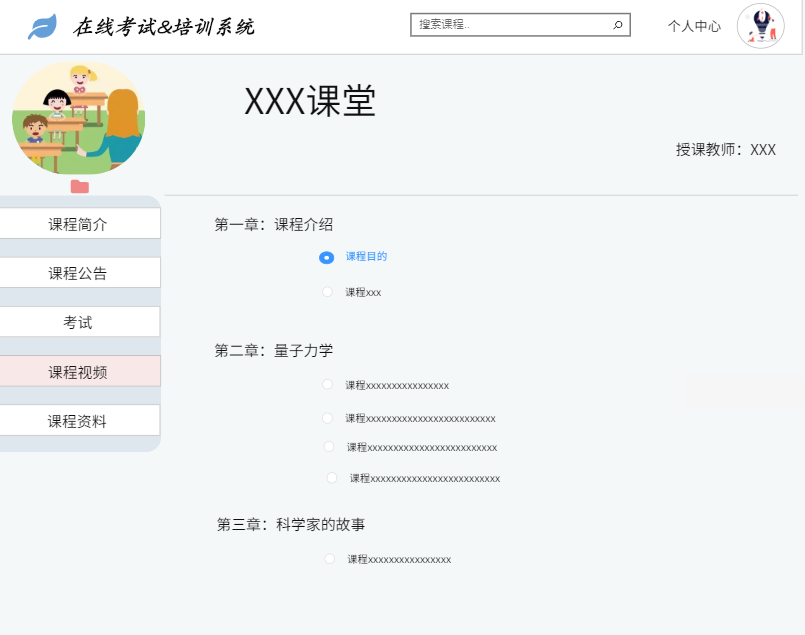 在线考试&培训系统
搜索课程..
个人中心
XXX课堂
授课教师：XXX
课程简介
课程公告
考试
课程视频
课程资料
第一章：课程介绍
课程目的
课程xxx
第二章：量子力学
课程xxxxxxxxxxxxxxxx
课程xxxxxxxxxxxxxxxxxxxxxxxxx
课程xxxxxxxxxxxxxxxxxxxxxxxxx
课程xxxxxxxxxxxxxxxxxxxxxxxxx
第三章：科学家的故事
课程xxxxxxxxxxxxxxxx